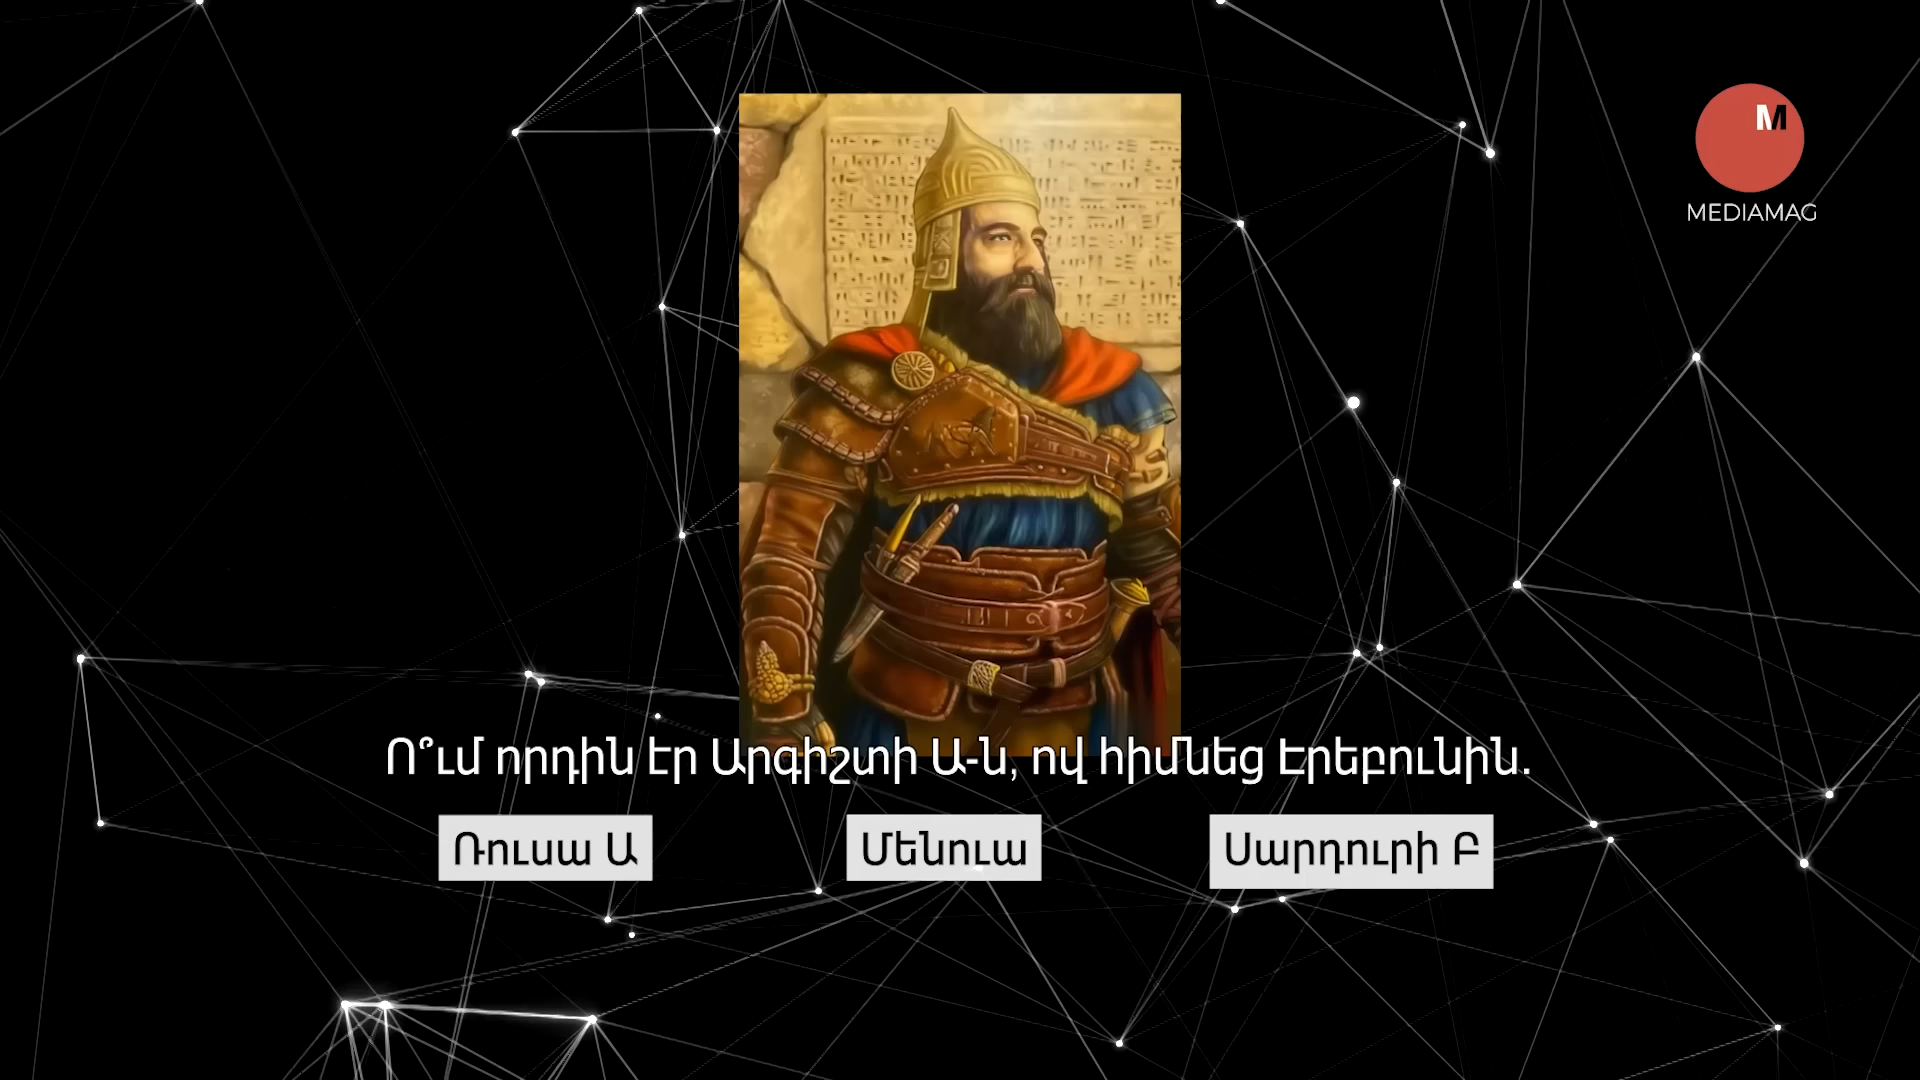 M
MEDIAMAG
Ո՞ւմ որդին էր Արգիշտի Ա-ն, ով հիմնեց Էրեբունին.
Ռուսա Ա
Մենուա
Սարդուրի Բ